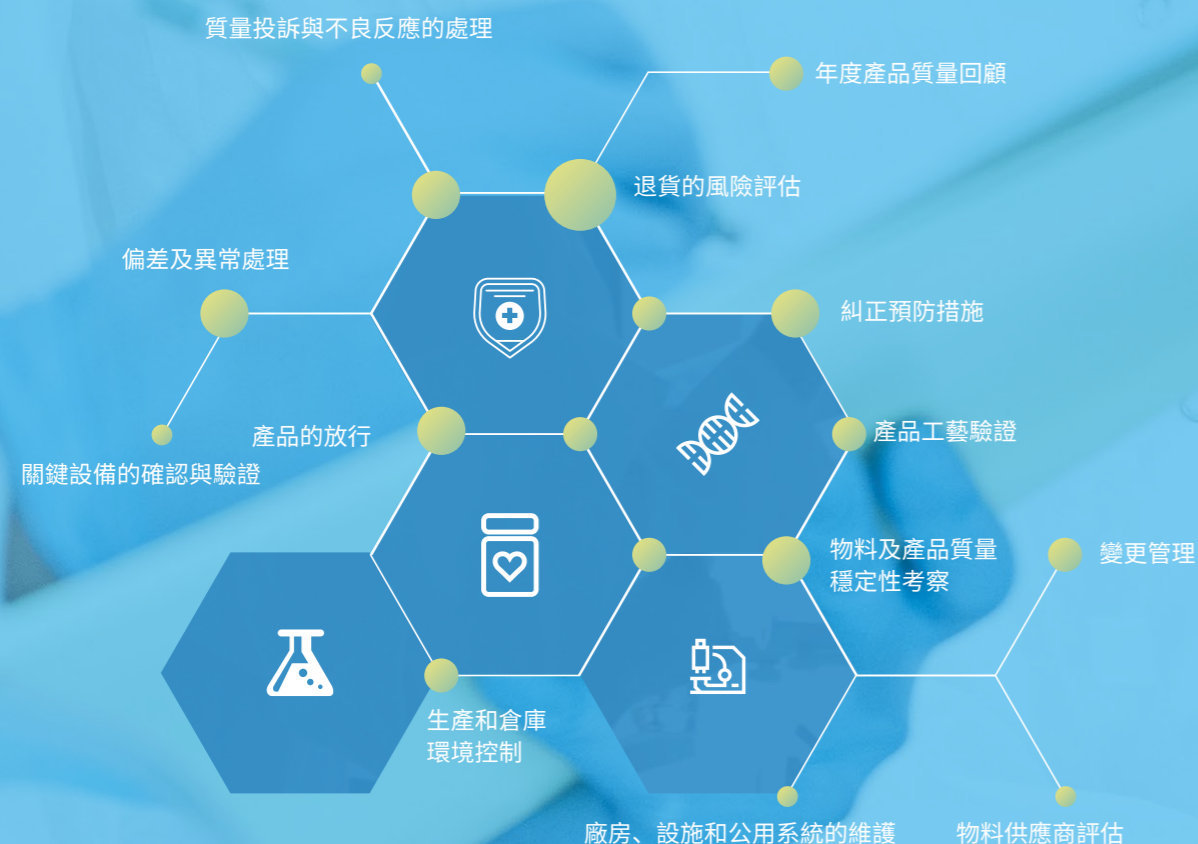 質量投訴與不良反應的處理
年度產品質量回顧
退貨的風險評估
偏差及異常處理
糾正預防措施
產品的放行
產品工藝驗證
關鍵設備的確認與驗證
物料及產品質量
穩定性考察
變更管理
生產和倉庫
環境控制
廠房、設施和公用系統的維護
物料供應商評估